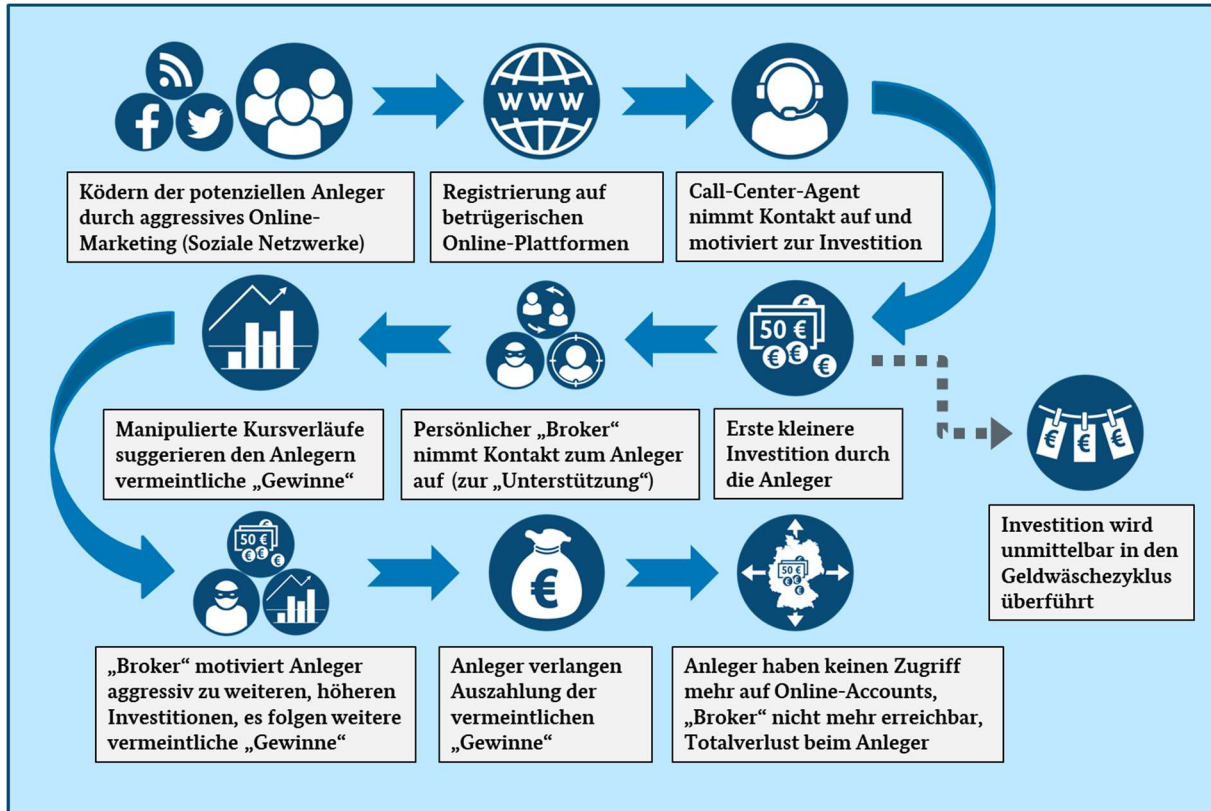 www
Ködern der potenziellen Anleger
durch aggressives Online-
Marketing (Soziale Netzwerke)
Registrierung auf
betrügerischen
Online-Plattformen
Call-Center-Agent
nimmt Kontakt auf und
motiviert zur Investition
50 €
€ € €
Erste kleinere
Investition durch
die Anleger
Persönlicher „Broker“
nimmt Kontakt zum Anleger
auf (zur „Unterstützung“)
Manipulierte Kursverläufe
suggerieren den Anlegern
vermeintliche „Gewinne“
€ € €
Investition wird
unmittelbar in den
Geldwäschezyklus
überführt
50 €
€ € €
„Broker“ motiviert Anleger
aggressiv zu weiteren, höheren
Investitionen, es folgen weitere
vermeintliche „Gewinne“
€
Anleger verlangen
Auszahlung der
vermeintlichen
„Gewinne“
50 €
€ € €
Anleger haben keinen Zugriff
mehr auf Online-Accounts,
„Broker“ nicht mehr erreichbar,
Totalverlust beim Anleger